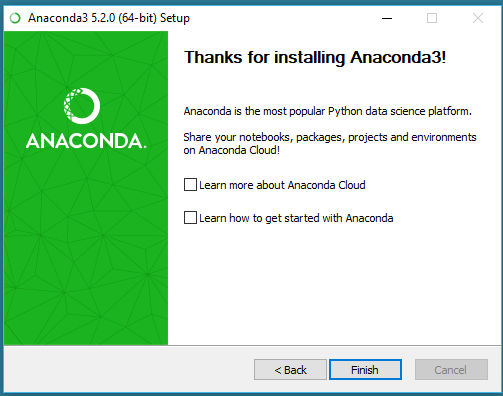 Anaconda3 5.2.0 (64-bit) Setup
Thanks for installing Anaconda3!
ANACONDA.
Anaconda is the most popular Python data science platform.
Share your notebooks, packages, projects and environments
on Anaconda Cloud!
Learn more about Anaconda Cloud
Learn how to get started with Anaconda
< Back
Finish
Cancel